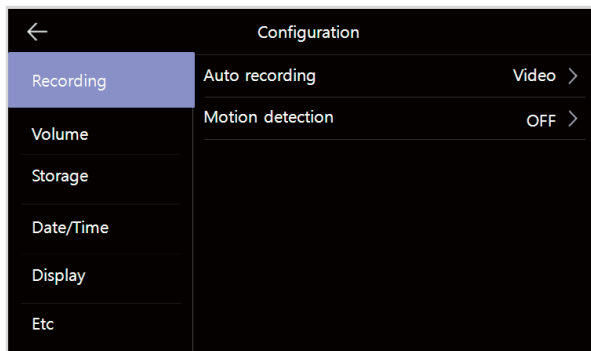 Configuration
Recording
Auto recording Video
Motion detection OFF
Volume
Storage
Date/Time
Display
Etc